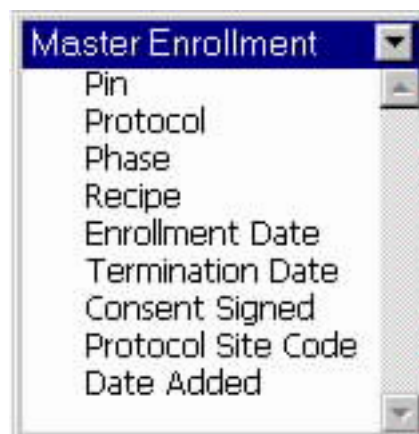 Master Enrollment
Pin
Protocol
Phase
Recipe
Enrollment Date
Termination Date
Consent Signed
Protocol Site Code
Date Added